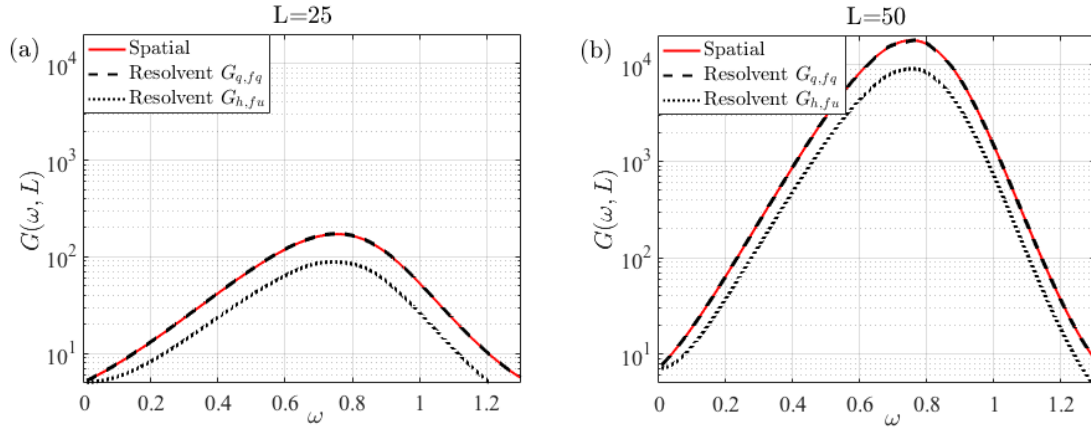 L=25
(a)
Spatial
Resolvent G_{q,fq}
Resolvent G_{h,fu}
10^4
10^3
10^2
10^1
G(ω, L)
0 0.2 0.4 0.6 0.8 1 1.2
ω
L=50
(b)
Spatial
Resolvent G_{q,fq}
Resolvent G_{h,fu}
10^4
10^3
10^2
10^1
G(ω, L)
0 0.2 0.4 0.6 0.8 1 1.2
ω